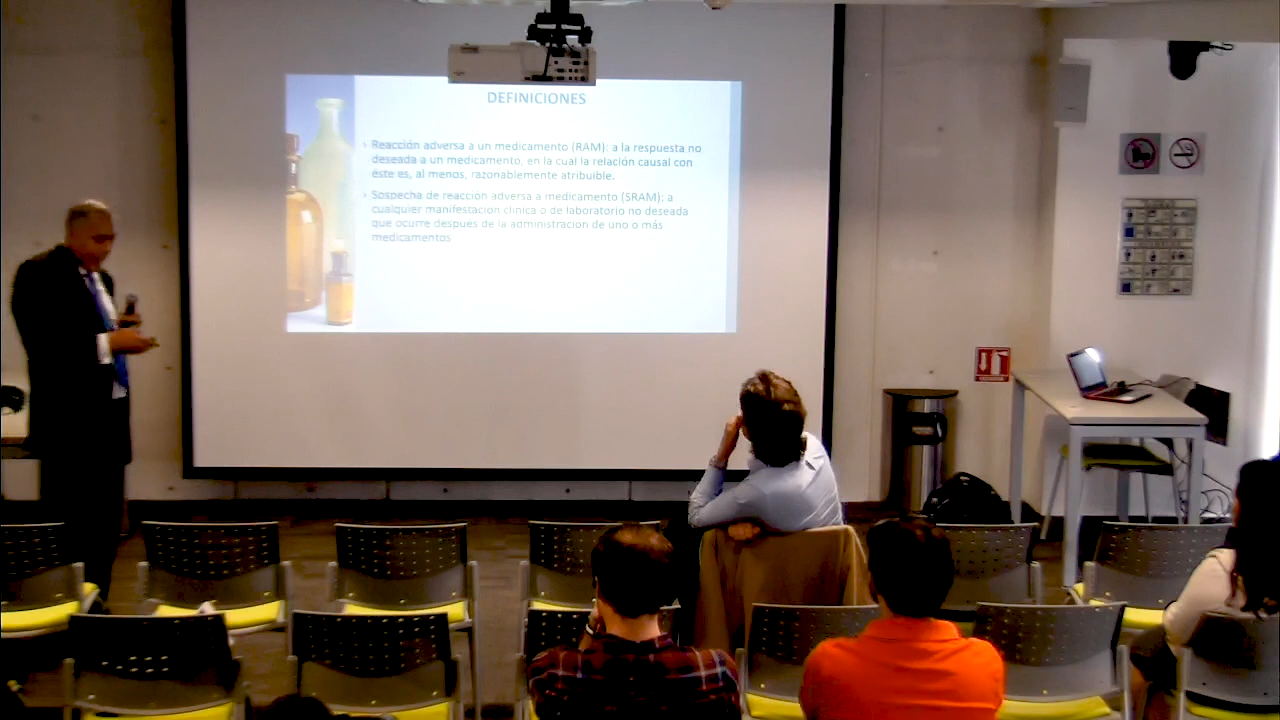 DEFINICIONES
Reacción adversa a un medicamento (RAM): a la respuesta no
deseada a un medicamento, en la cual la relación causal con
éste es, al menos, razonablemente atribuible.
Sospecha de reacción adversa a medicamento (SRAM): a
cualquier manifestación clínica o de laboratorio no deseada
que ocurre después de la administración de uno o más
medicamentos